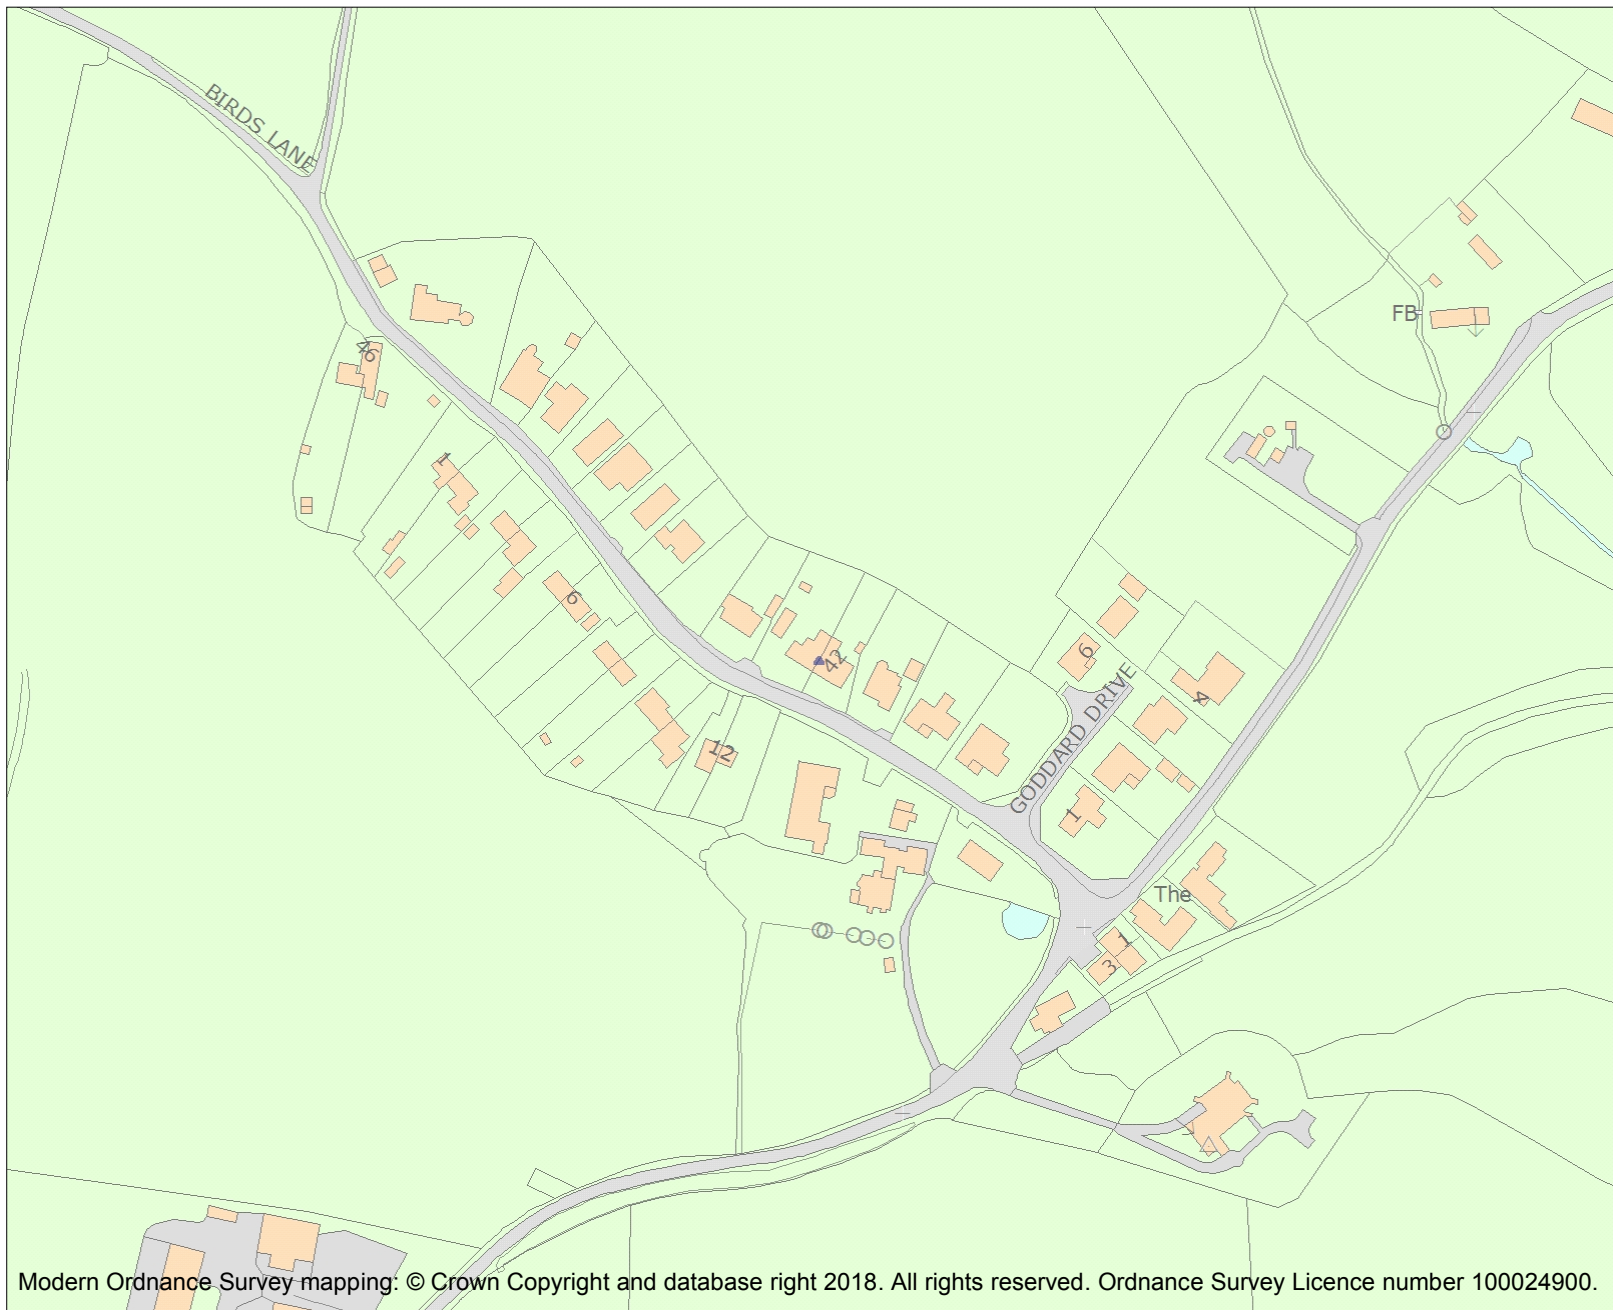 BIRDS LANE
FB
46
1
6
42
6
GODDARD DRIVE
4
12
1
The
1
3
Modern Ordnance Survey mapping: © Crown Copyright and database right 2018. All rights reserved. Ordnance Survey Licence number 100024900.